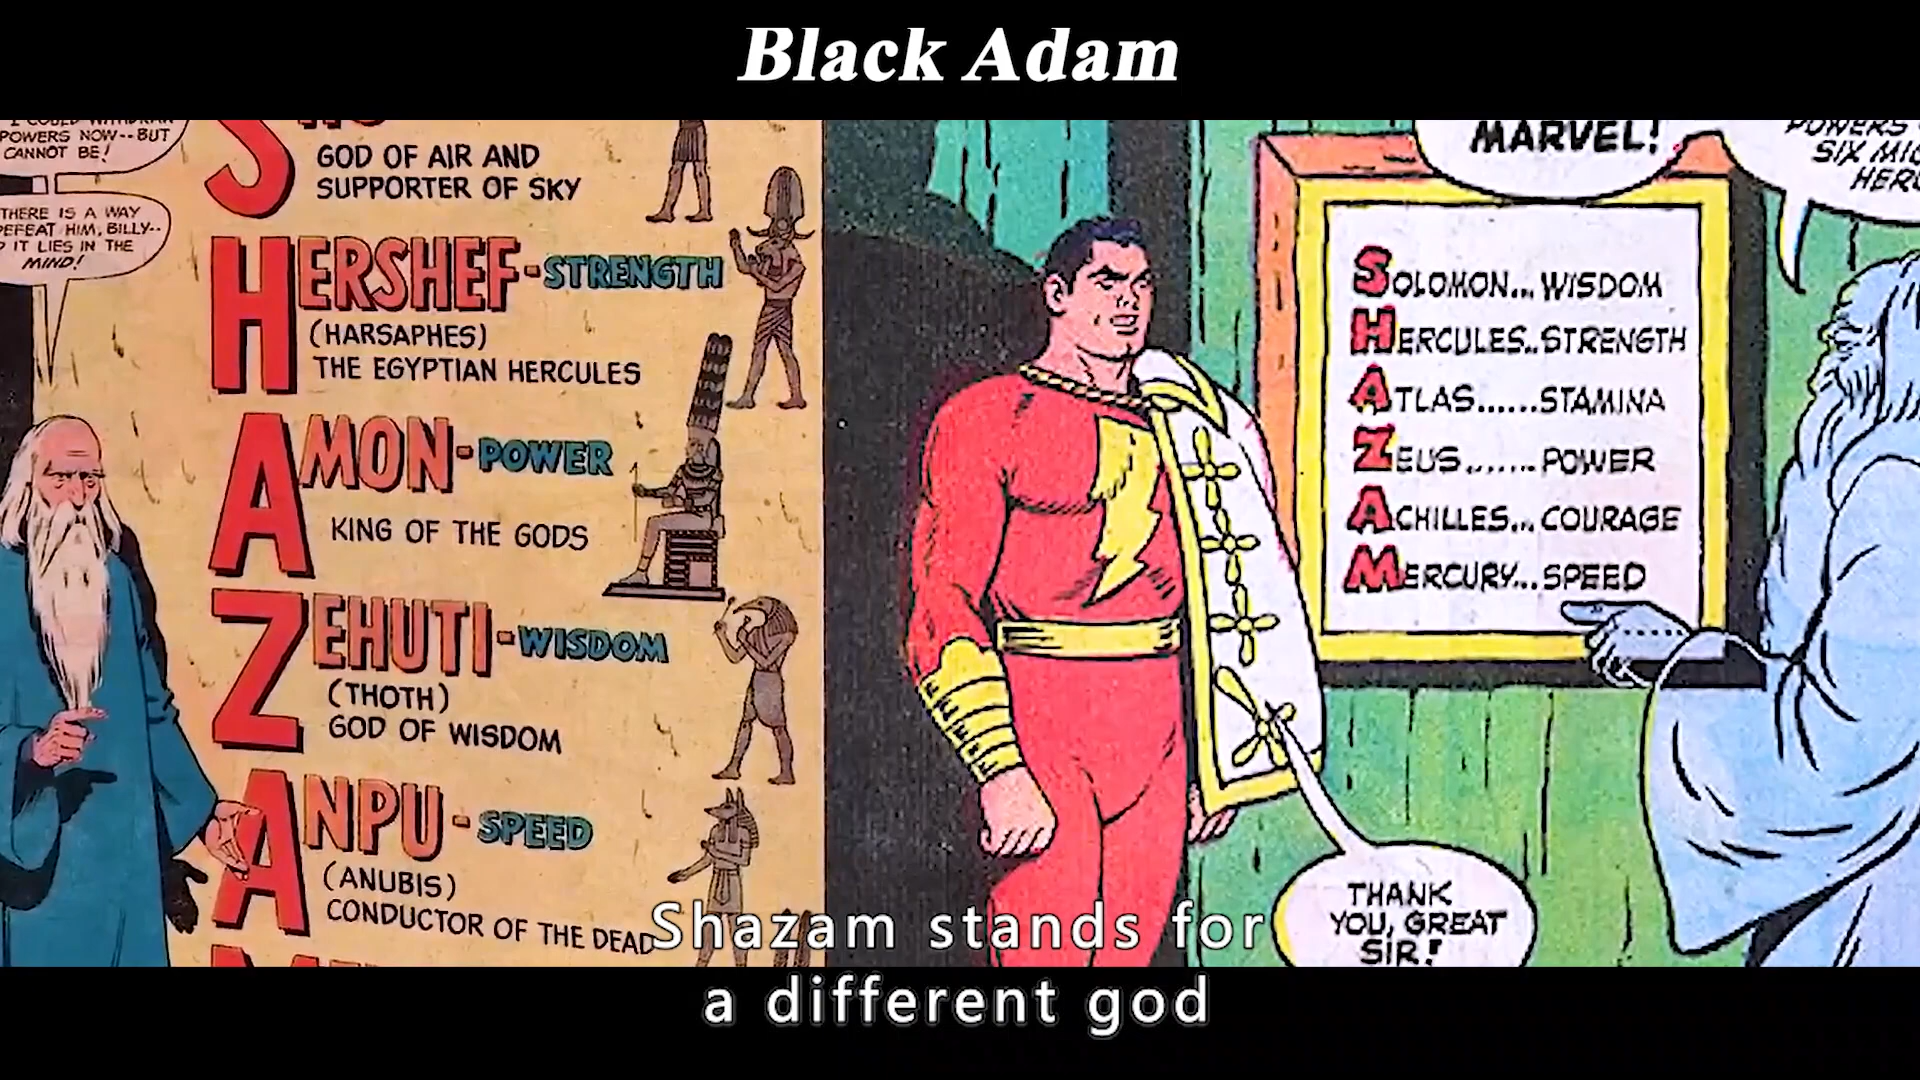 Black Adam
POWERS NOW--BUT
CANNOT BE!
THERE IS A WAY
DEFEAT HIM, BILLY--
IT LIES IN THE
MIND!
GOD OF AIR AND
SUPPORTER OF SKY
HERSHEF-STRENGTH
(HARSAPHES)
THE EGYPTIAN HERCULES
AMON-POWER
KING OF THE GODS
ZEHUTI-WISDOM
(THOTH)
GOD OF WISDOM
ANPU-SPEED
(ANUBIS)
CONDUCTOR OF THE DEAD
MARVEL!
POWERS
SIX
SOLOMON...WISDOM
HERCULES..STRENGTH
ATLAS......STAMINA
ZEUS.......POWER
ACHILLES...COURAGE
MERCURY...SPEED
THANK
YOU, GREAT
SIR!
Shazam stands for
a different god